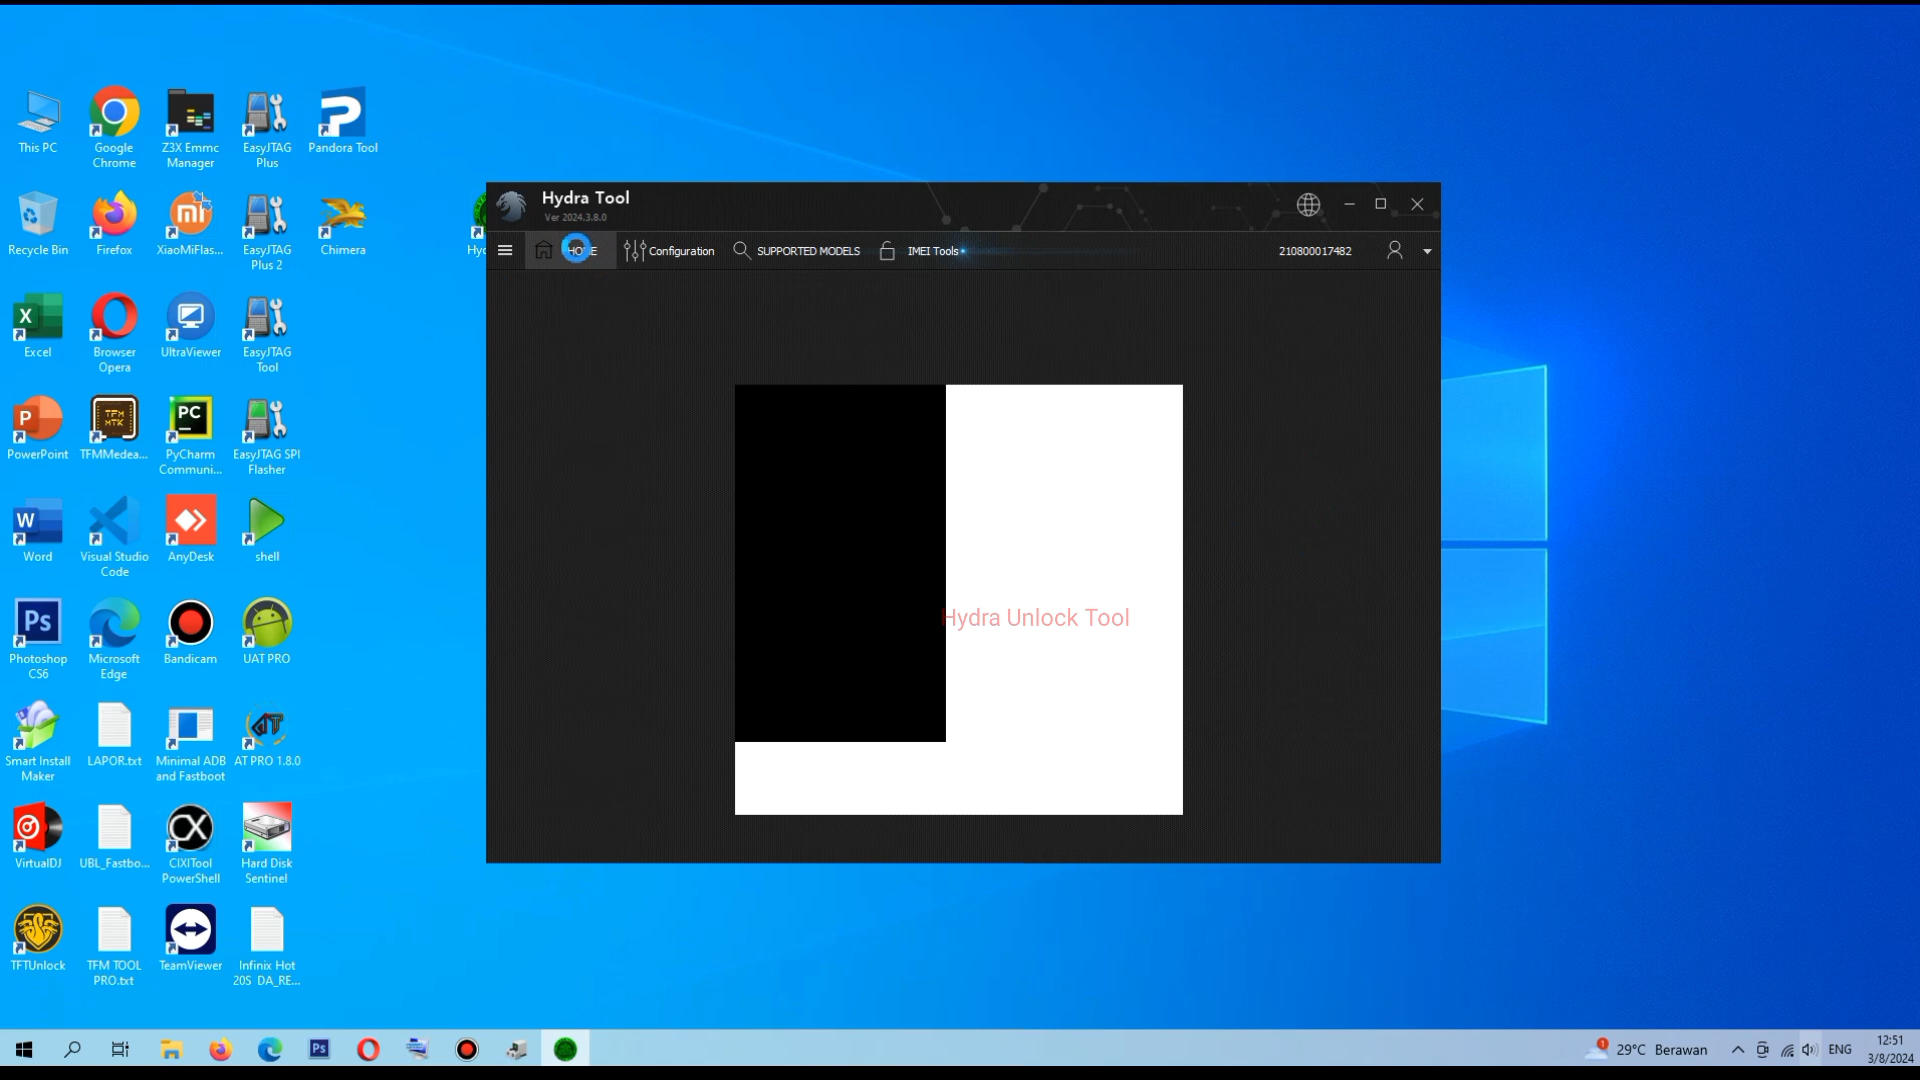 This PC
Google
Chrome
Z3X Emmc
Manager
EasyJTAG
Plus
Pandora Tool
Recycle Bin
Firefox
XiaoMiFlas...
EasyJTAG
Plus 2
Chimera
Hyd
Excel
Browser
Opera
UltraViewer
EasyJTAG
Tool
PowerPoint
TFMMedea...
PyCharm
Communi...
EasyJTAG SPI
Flasher
Word
Visual Studio
Code
AnyDesk
shell
Photoshop
CS6
Microsoft
Edge
Bandicam
UAT PRO
Smart Install
Maker
LAPOR.txt
Minimal ADB
and Fastboot
AT PRO 1.8.0
VirtualDJ
UBL_Fastbo...
CIXITool
PowerShell
Hard Disk
Sentinel
TFTUnlock
TFM TOOL
PRO.txt
TeamViewer
Infinix Hot
20S DA_RE...
Hydra Tool
Ver 2024.3.8.0
HOME
Configuration
SUPPORTED MODELS
IMEI Tools
210800017482
Hydra Unlock Tool
29°C Berawan
ENG
12:51
3/8/2024